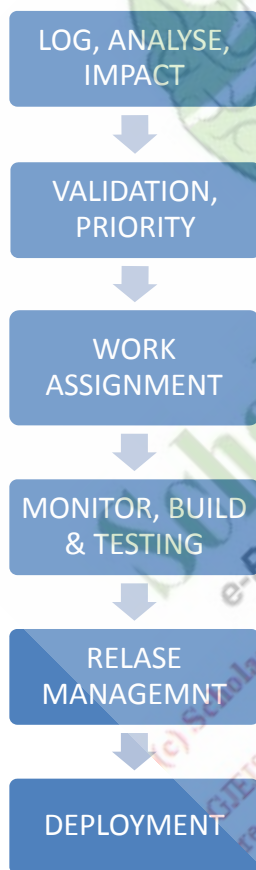 LOG, ANALYSE,
IMPACT
VALIDATION,
PRIORITY
WORK
ASSIGNMENT
MONITOR, BUILD
& TESTING
RELASE
MANAGEMNT
DEPLOYMENT